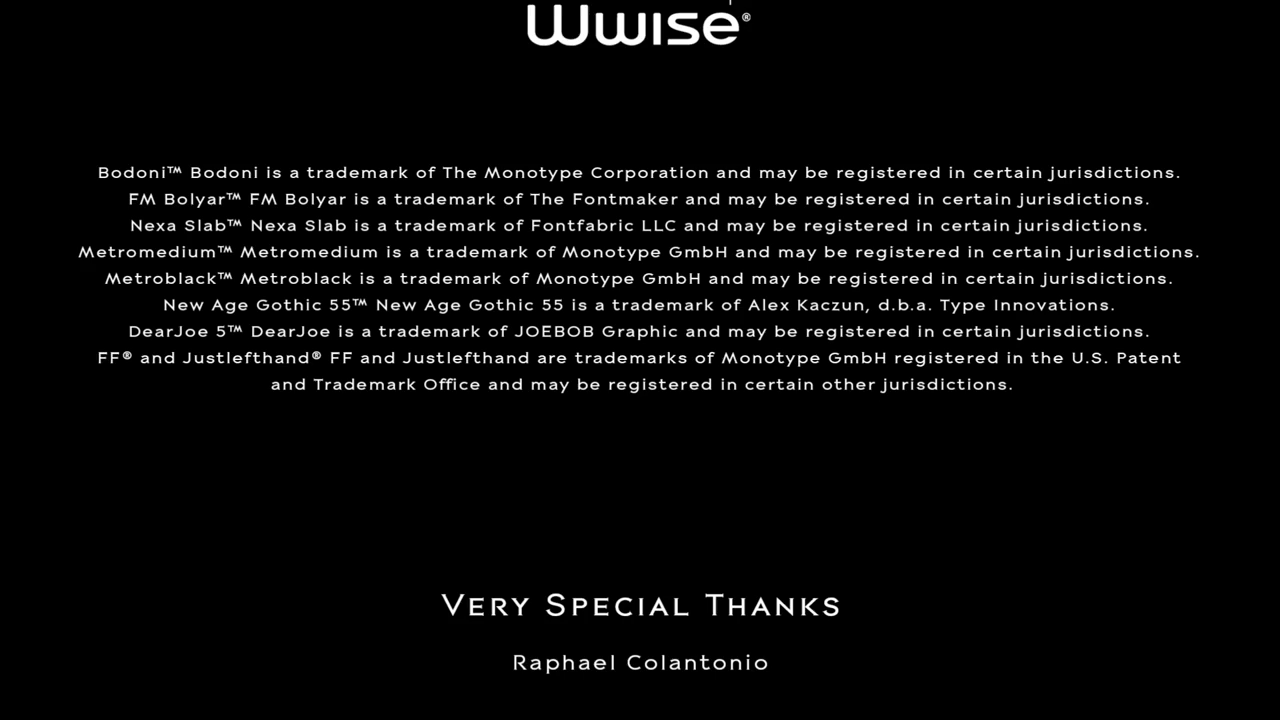 Wwise®
Bodoni™ Bodoni is a trademark of The Monotype Corporation and may be registered in certain jurisdictions.
FM Bolyar™ FM Bolyar is a trademark of The Fontmaker and may be registered in certain jurisdictions.
Nexa Slab™ Nexa Slab is a trademark of Fontfabric LLC and may be registered in certain jurisdictions.
Metromedium™ Metromedium is a trademark of Monotype GmbH and may be registered in certain jurisdictions.
Metroblack™ Metroblack is a trademark of Monotype GmbH and may be registered in certain jurisdictions.
New Age Gothic 55™ New Age Gothic 55 is a trademark of Alex Kaczun, d.b.a. Type Innovations.
DearJoe 5™ DearJoe is a trademark of JOEBOB Graphic and may be registered in certain jurisdictions.
FF® and Justlefthand® FF and Justlefthand are trademarks of Monotype GmbH registered in the U.S. Patent
and Trademark Office and may be registered in certain other jurisdictions.
Very Special Thanks
Raphael Colantonio